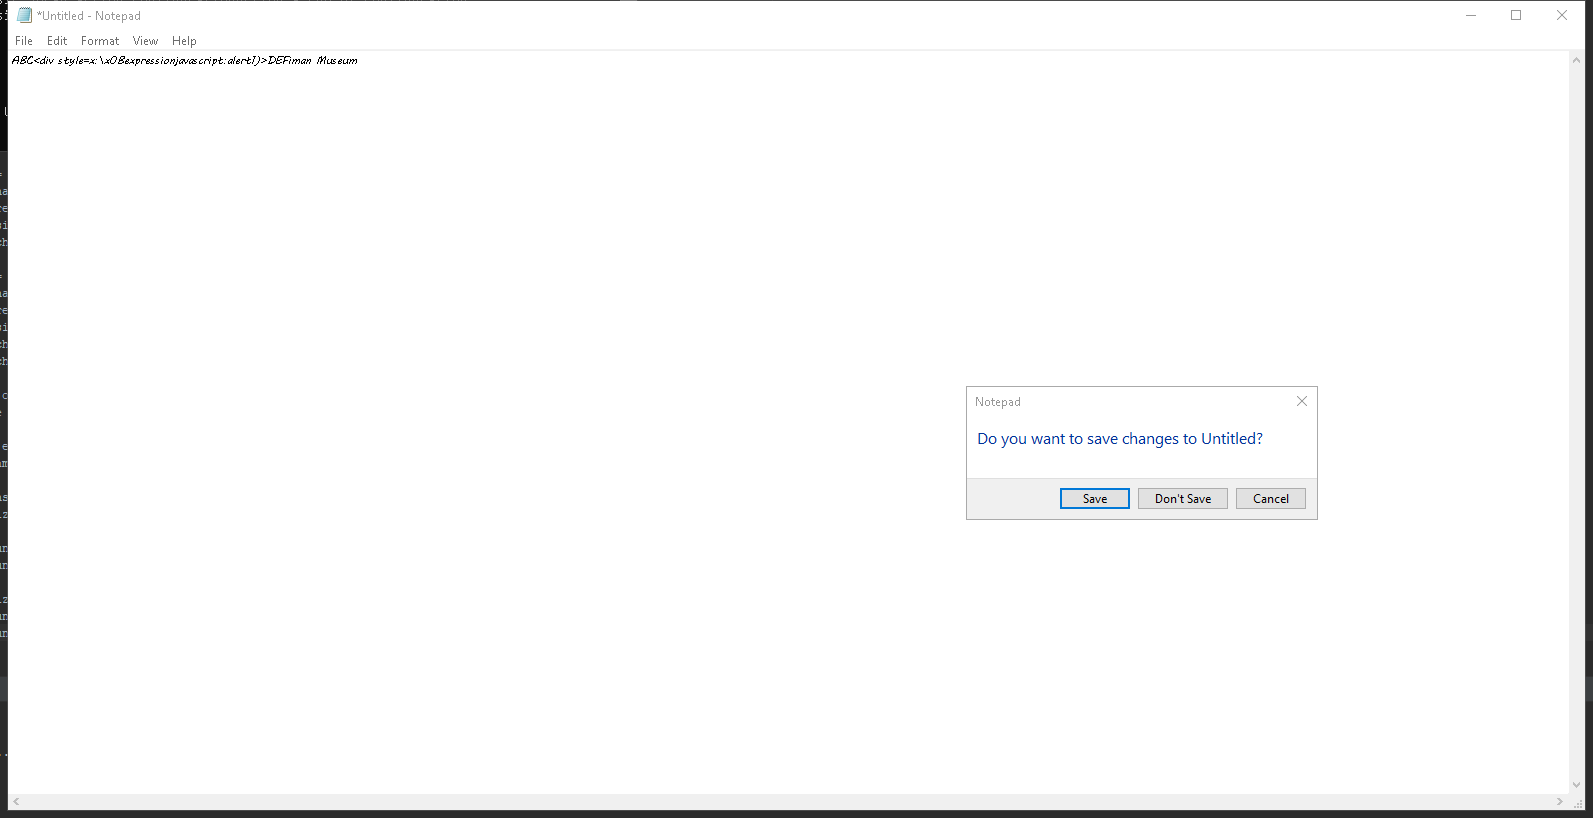 *Untitled - Notepad
File Edit Format View Help
ABC<div style=x:\x0Bexpressionjavascript:alert1)>DEFiman Museum
Notepad
Do you want to save changes to Untitled?
Save Don't Save Cancel